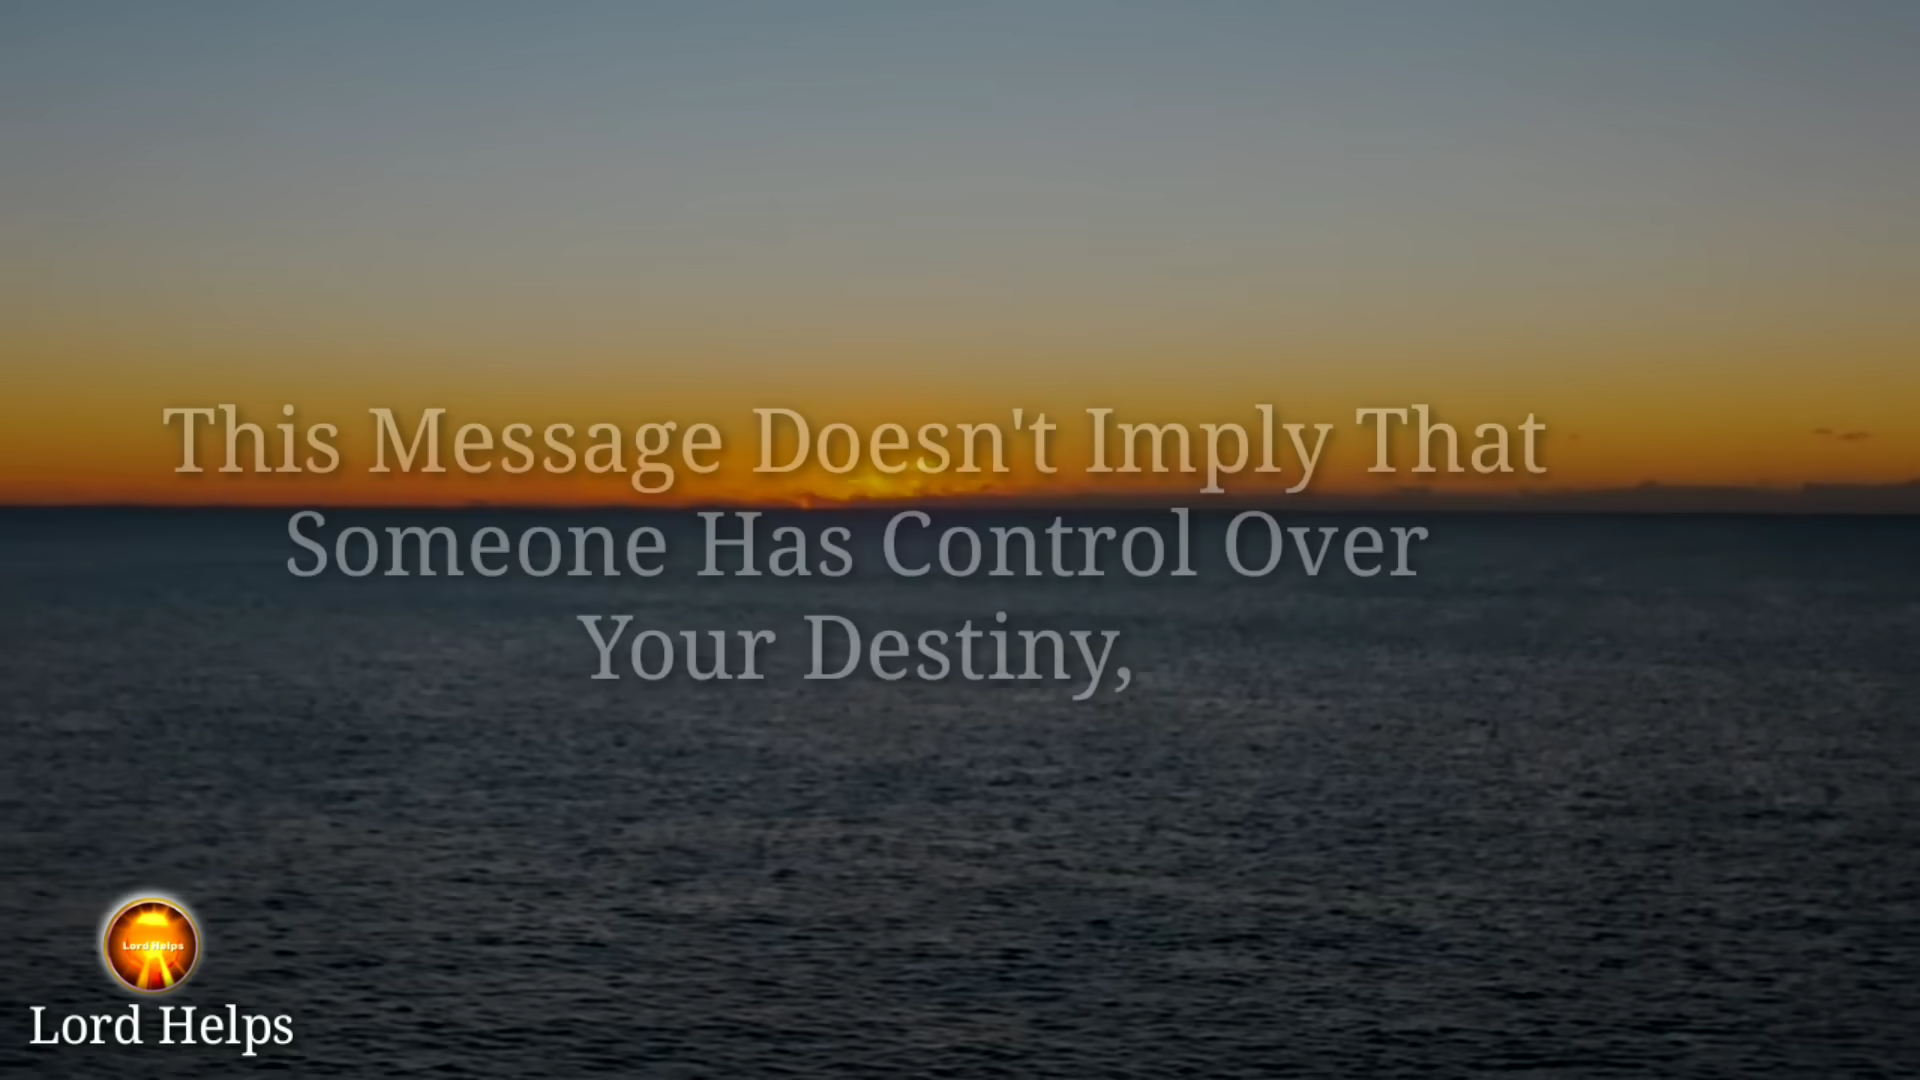 This Message Doesn't Imply That
Someone Has Control Over
Your Destiny,
Lord Helps
Lord Helps